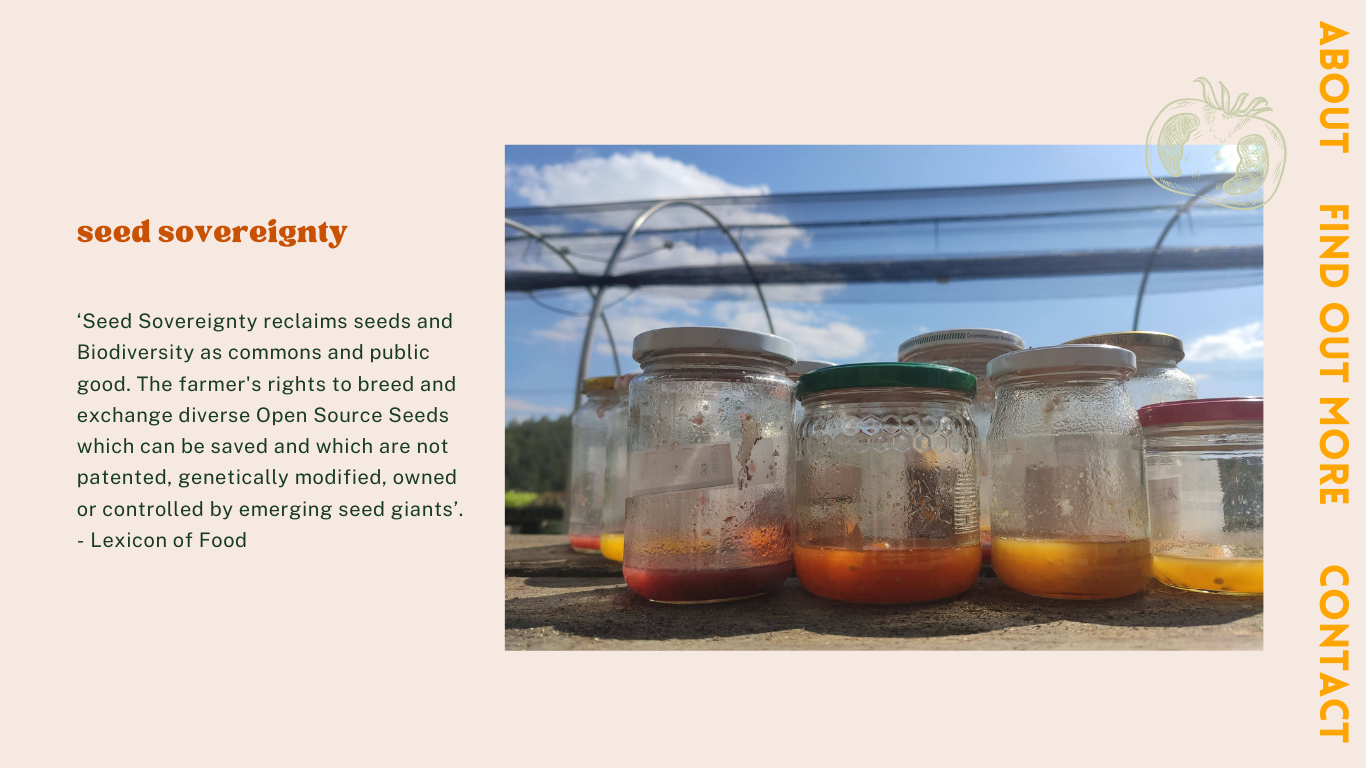 seed sovereignty
‘Seed Sovereignty reclaims seeds and
Biodiversity as commons and public
good. The farmer's rights to breed and
exchange diverse Open Source Seeds
which can be saved and which are not
patented, genetically modified, owned
or controlled by emerging seed giants’.
- Lexicon of Food
ABOUT
FIND OUT MORE
CONTACT